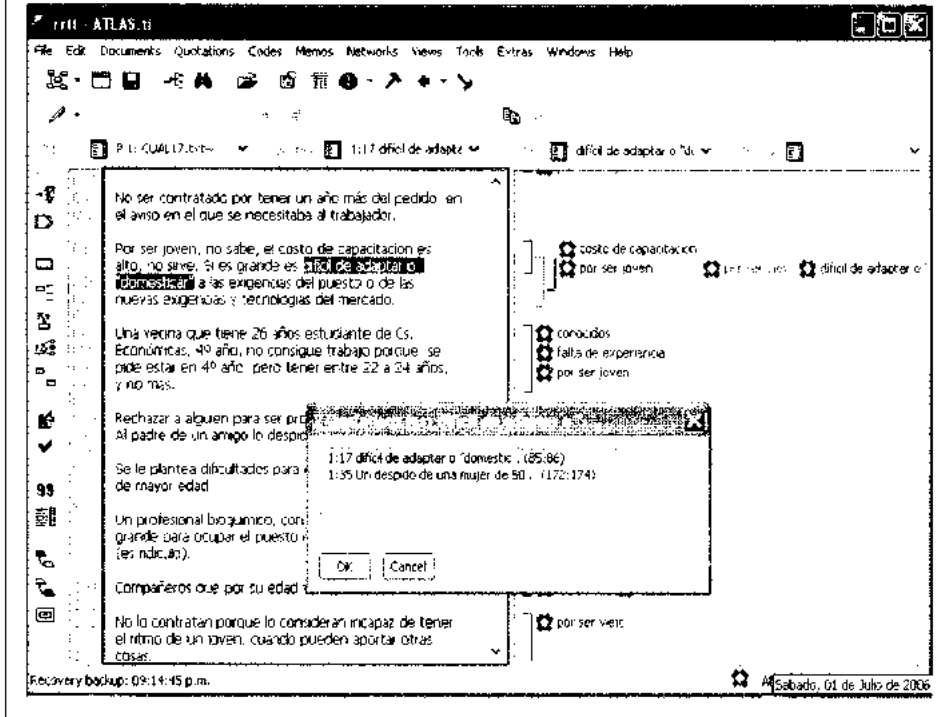 rrll - ATLAS.ti
File Edit Documents Quotations Codes Memos Networks Views Tools Extras Windows Help
1:17 difícil de adapta
difícil de adaptar o "d
No ser contratado por tener un año más del pedido en
el aviso en el que se necesitaba al trabajador.
Por ser joven, no sabe, el costo de capacitacion es
alto, no sirve. Si es grande es difícil de adaptar o
"domesticar" a las exigencias del puesto o de las
nuevas exigencias y tecnologías del mercado.
costo de capacitacion
por ser joven
difícil de adaptar o
Una vecina que tiene 26 años estudiante de Cs.
Económicas, 4º año, no consigue trabajo porque se
pide estar en 4º año pero tener entre 22 a 24 años,
y no mas.
conocidos
falta de experiencia
por ser joven
Rechazar a alguien para ser
Al padre de un amigo lo
Se le plantea dificultades para
de mayor edad
Un profesional bioquimico, con
grande para ocupar el puesto
(es ridículo).
Compañeros que por su edad
No lo contratan porque lo consideran incapaz de tener
el ritmo de un joven, cuando pueden aportar otras
cosas.
por ser viejo
1:17 difícil de adaptar o "domestic.. (85:86)
1:35 Un despido de una mujer de 50.. (172:174)
OK Cancel
Recovery backup: 09:14:45 p.m.
Sábado, 01 de Julio de 2006